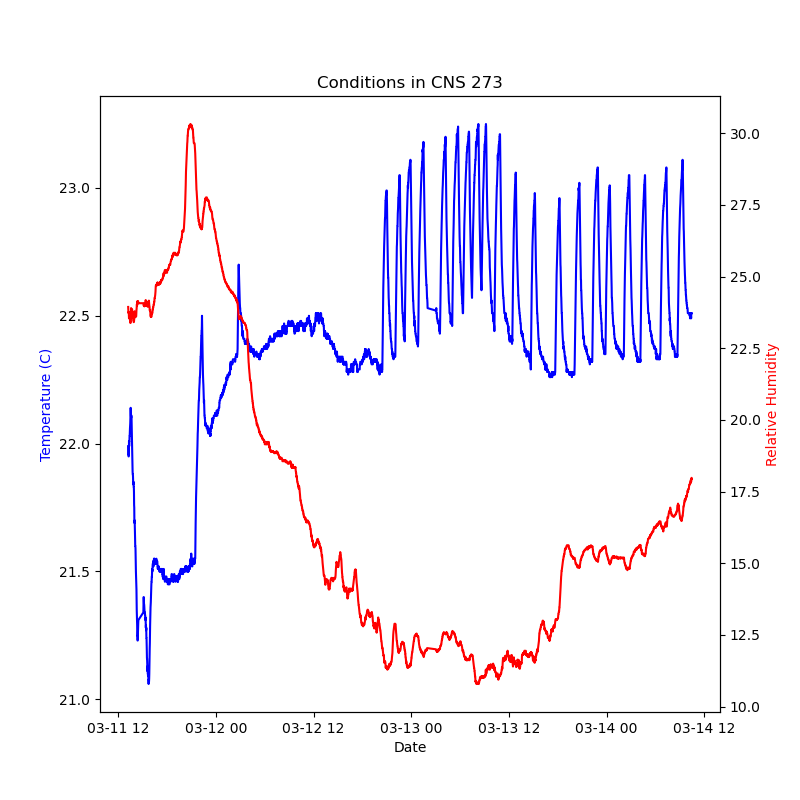 Conditions in CNS 273
23.0
22.5
22.0
21.5
21.0
Temperature (C)
30.0
27.5
25.0
22.5
20.0
17.5
15.0
12.5
10.0
Relative Humidity
03-11 12 03-12 00 03-12 12 03-13 00 03-13 12 03-14 00 03-14 12
Date